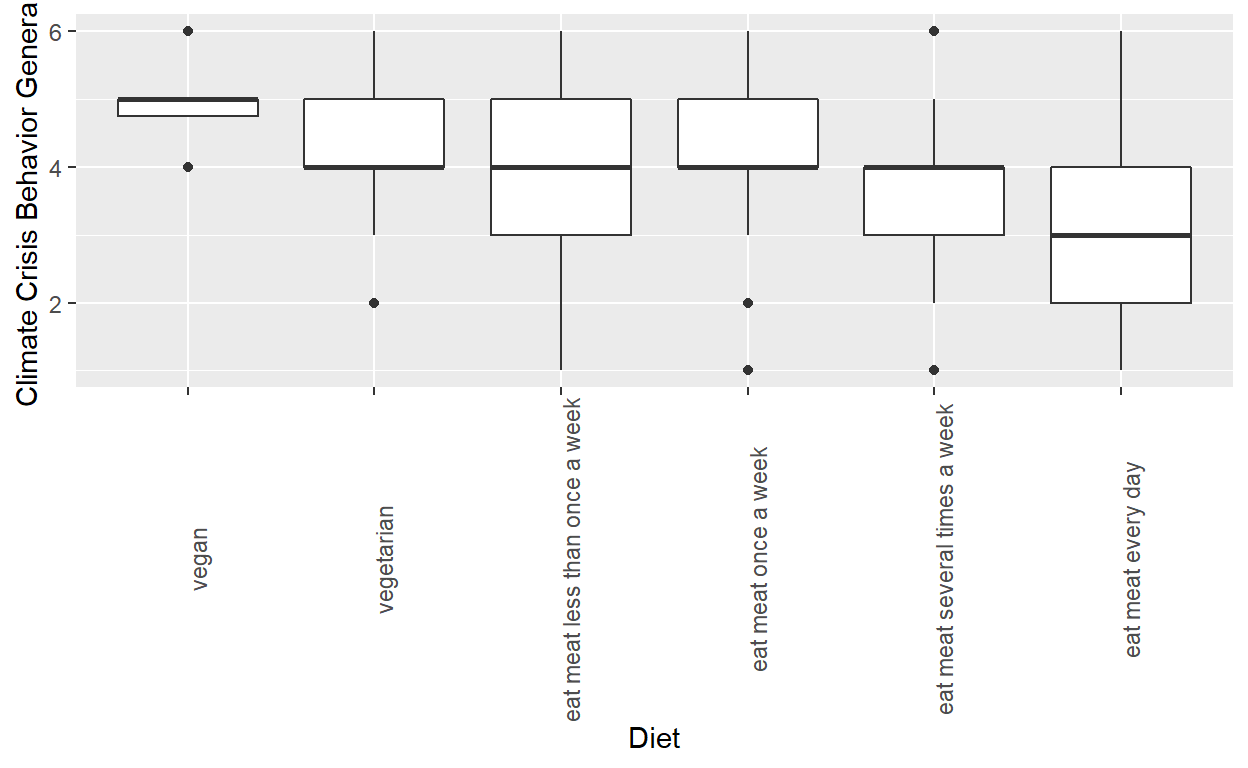 Climate Crisis Behavior Genera
6
4
2
vegan
vegetarian
eat meat less than once a week
eat meat once a week
eat meat several times a week
eat meat every day
Diet